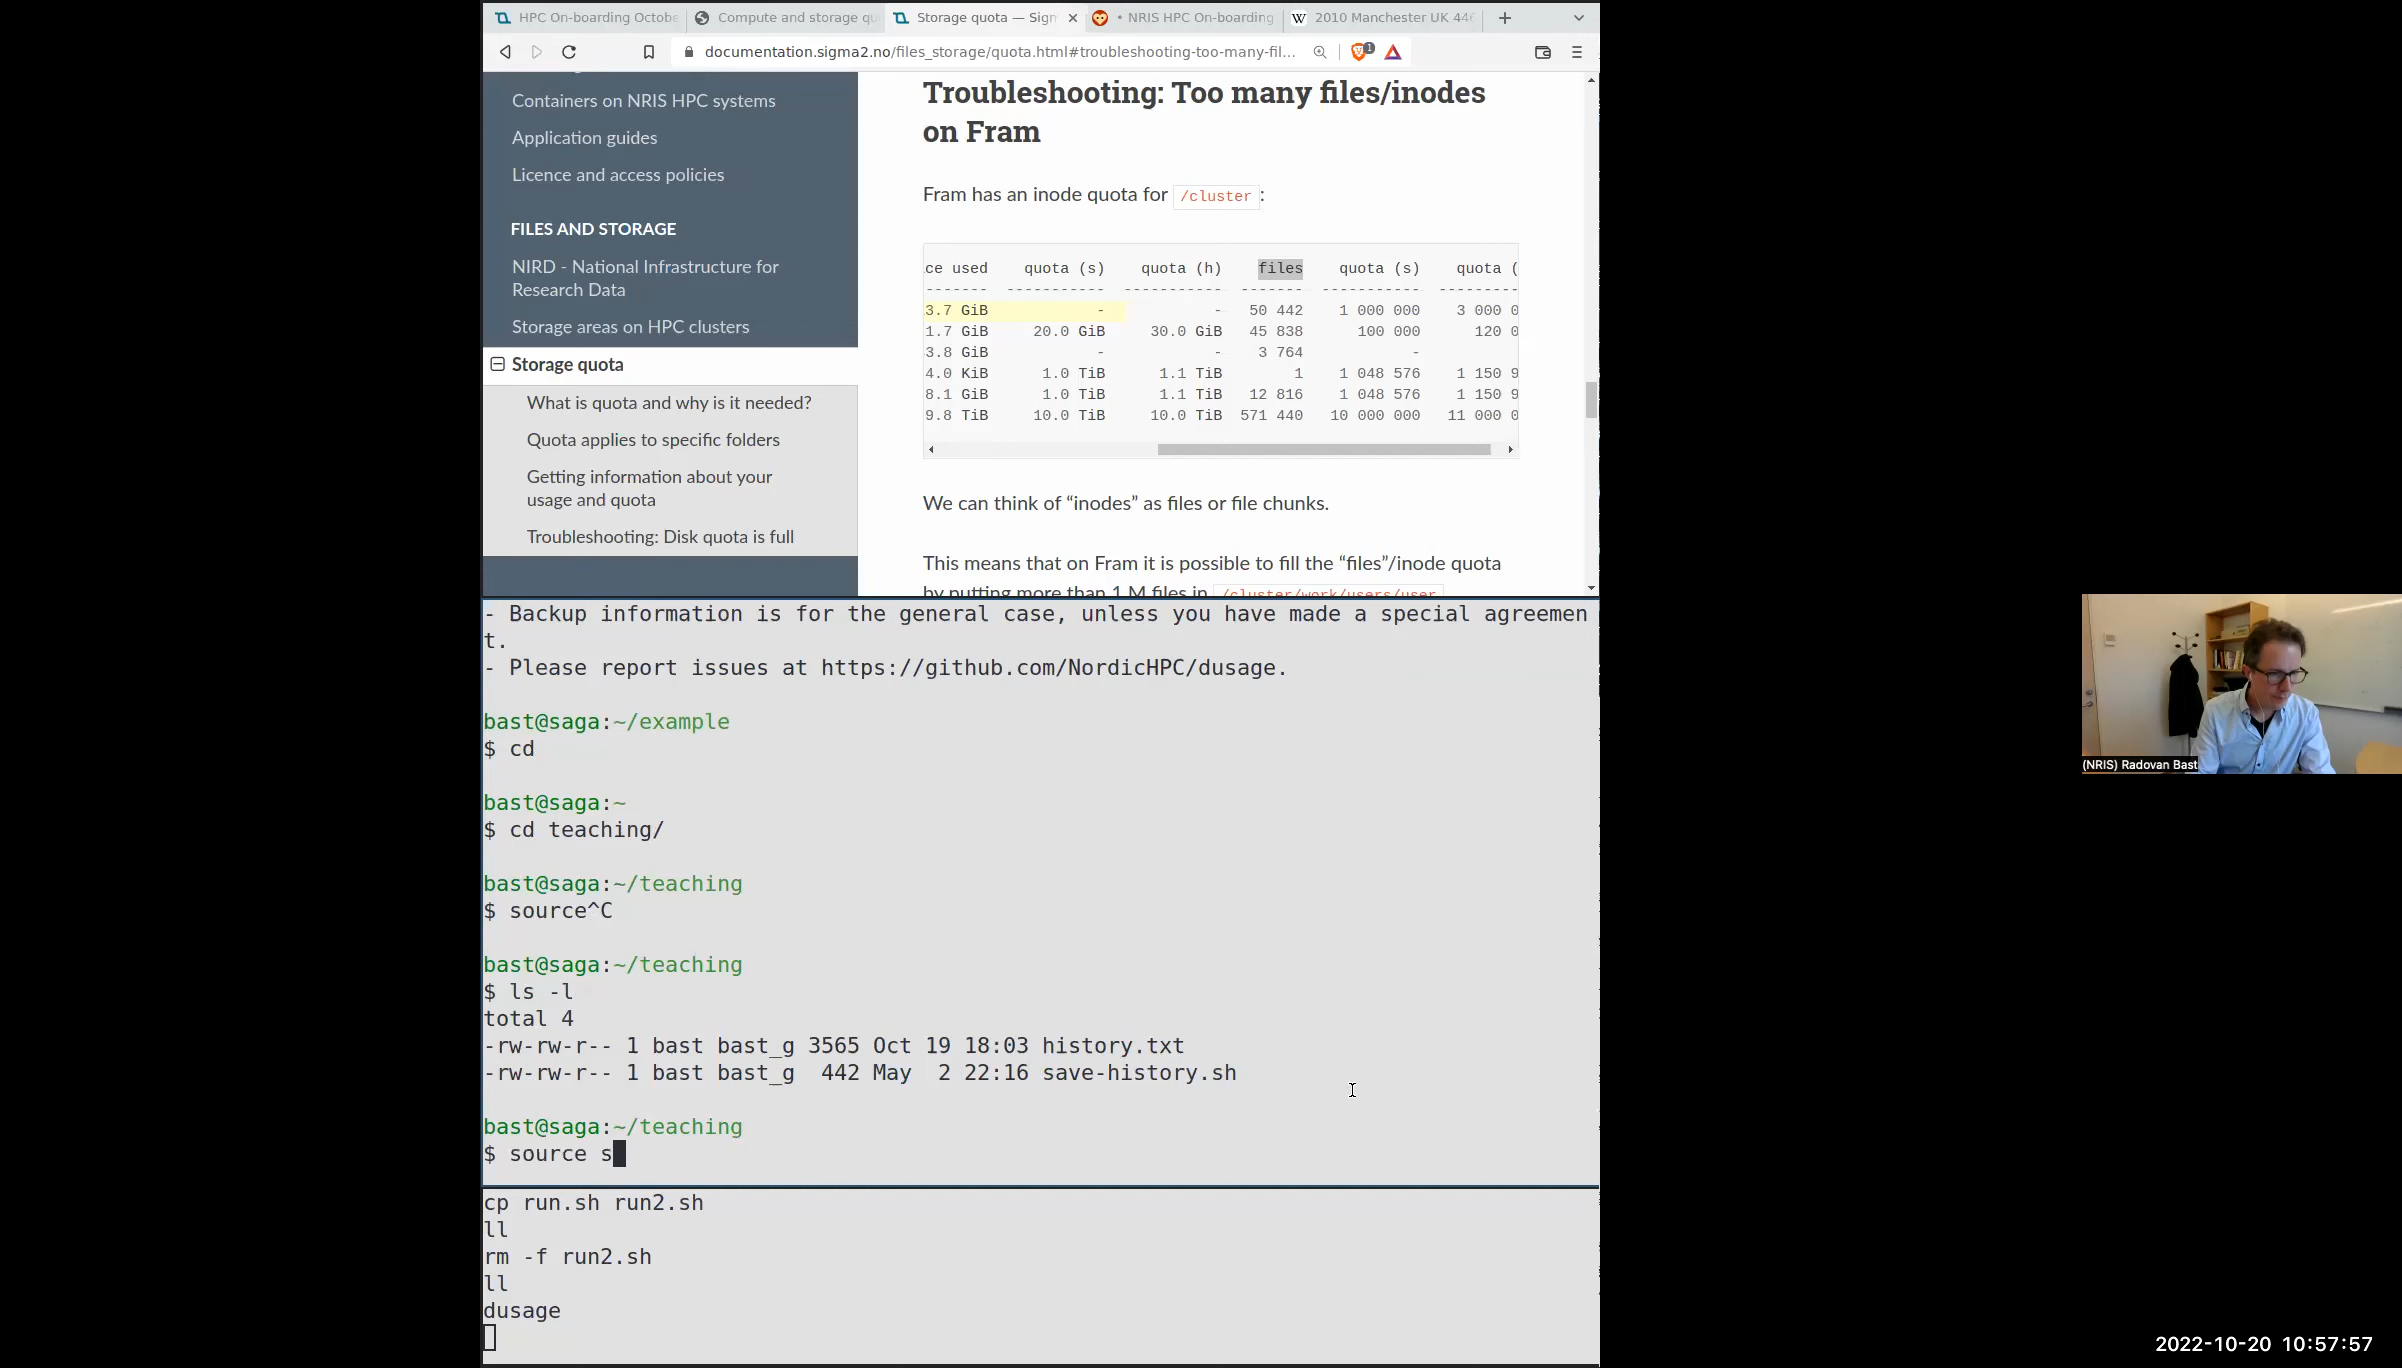 HPC On-boarding Octobe
Compute and storage qu
Storage quota — Sigm
• NRIS HPC On-boarding
2010 Manchester UK 446
documentation.sigma2.no/files_storage/quota.html#troubleshooting-too-many-fil...
1
Containers on NRIS HPC systems
Application guides
Licence and access policies
FILES AND STORAGE
NIRD - National Infrastructure for
Research Data
Storage areas on HPC clusters
Storage quota
What is quota and why is it needed?
Quota applies to specific folders
Getting information about your
usage and quota
Troubleshooting: Disk quota is full
Troubleshooting: Too many files/inodes
on Fram
Fram has an inode quota for /cluster :
ce used quota (s) quota (h) files quota (s) quota (
------- ----------- ----------- ------- ----------- ---------
3.7 GiB - - 50 442 1 000 000 3 000 0
1.7 GiB 20.0 GiB 30.0 GiB 45 838 100 000 120 0
3.8 GiB - - 3 764 -
4.0 KiB 1.0 TiB 1.1 TiB 1 1 048 576 1 150 9
8.1 GiB 1.0 TiB 1.1 TiB 12 816 1 048 576 1 150 9
9.8 TiB 10.0 TiB 10.0 TiB 571 440 10 000 000 11 000 0
We can think of “inodes” as files or file chunks.
This means that on Fram it is possible to fill the “files”/inode quota
by putting more than 1 M files in /cluster/work/users/user
- Backup information is for the general case, unless you have made a special agreemen
t.
- Please report issues at https://github.com/NordicHPC/dusage.
bast@saga:~/example
$ cd
bast@saga:~
$ cd teaching/
bast@saga:~/teaching
$ source^C
bast@saga:~/teaching
$ ls -l
total 4
-rw-rw-r-- 1 bast bast_g 3565 Oct 19 18:03 history.txt
-rw-rw-r-- 1 bast bast_g  442 May  2 22:16 save-history.sh
bast@saga:~/teaching
$ source s
cp run.sh run2.sh
ll
rm -f run2.sh
ll
dusage
(NRIS) Radovan Bast
2022-10-20 10:57:57